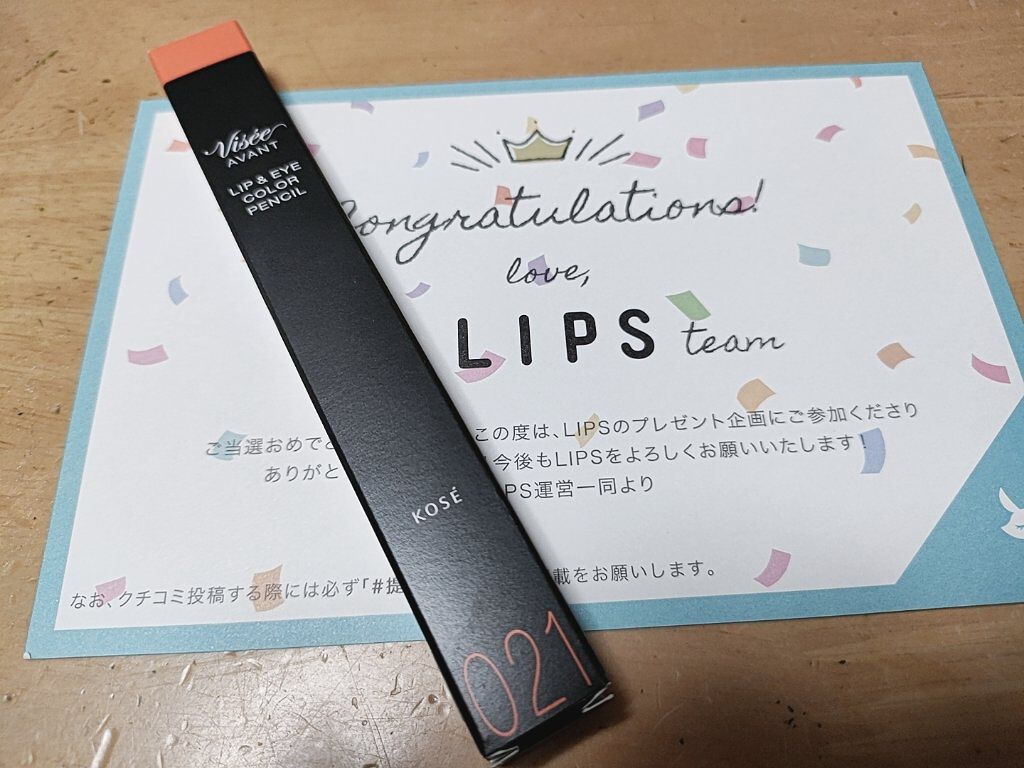 Visée
AVANT
LIP & EYE
COLOR
PENCIL
KOSÉ
021
Congratulations!
love,
LIPS team
ご当選おめでと この度は、LIPSのプレゼント企画にご参加くださり
ありがと 今後もLIPSをよろしくお願いいたします!
PS運営一同より
なお、クチコミ投稿する際には必ず「#提 載をお願いします。